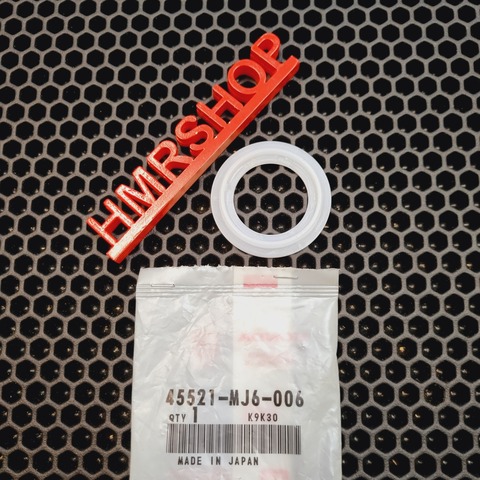 HMRSHOP
45521-MJ6-006
QTY 1 K9K30
MADE IN JAPAN